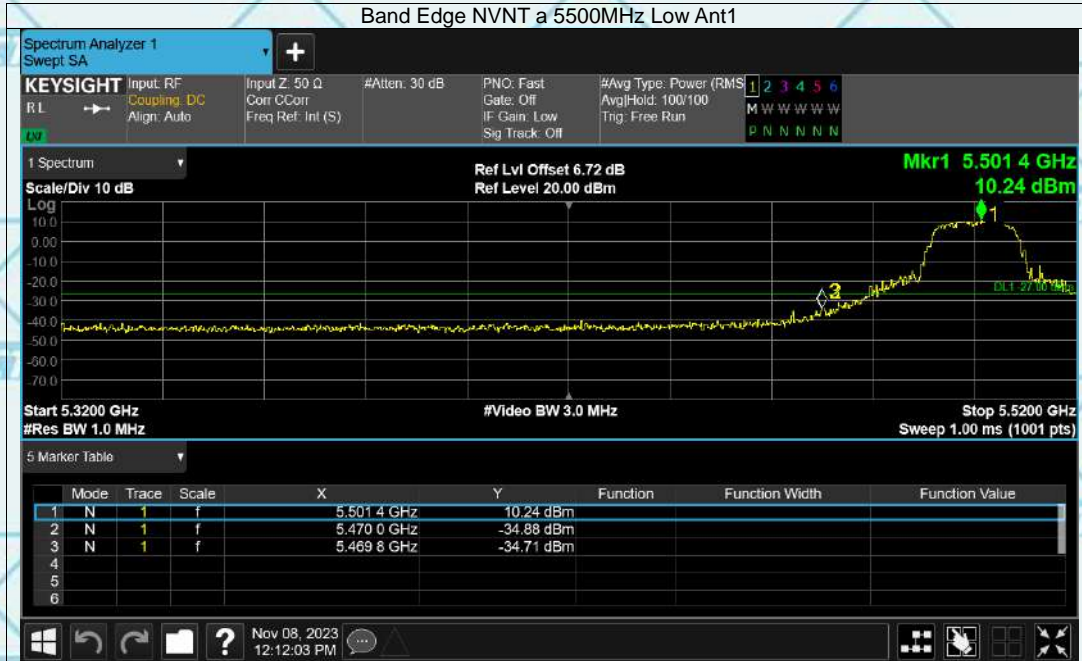 Band Edge NVNT a 5500MHz Low Ant1
Spectrum Analyzer 1
Swept SA
KEYSIGHT Input: RF Input Z: 50 Ω #Atten: 30 dB PNO: Fast #Avg Type: Power (RMS 1 2 3 4 5 6
RL Coupling: DC Corr CCorr Gate: Off Avg|Hold: 100/100 M W W W W W
Align: Auto Freq Ref: Int (S) IF Gain: Low Trig: Free Run
LXI Sig Track: Off P N N N N N
1 Spectrum Ref Lvl Offset 6.72 dB Mkr1 5.501 4 GHz
Scale/Div 10 dB Ref Level 20.00 dBm 10.24 dBm
Log
1
10.0
0.00
-10.0
-20.0
DL1 -27.00 dBm
-30.0
-40.0
-50.0
-60.0
-70.0
Start 5.3200 GHz #Video BW 3.0 MHz Stop 5.5200 GHz
#Res BW 1.0 MHz Sweep 1.00 ms (1001 pts)
5 Marker Table
Mode Trace Scale X Y Function Function Width Function Value
1 N 1 f 5.501 4 GHz 10.24 dBm
2 N 1 f 5.470 0 GHz -34.88 dBm
3 N 1 f 5.469 8 GHz -34.71 dBm
4
5
6
? Nov 08, 2023
12:12:03 PM